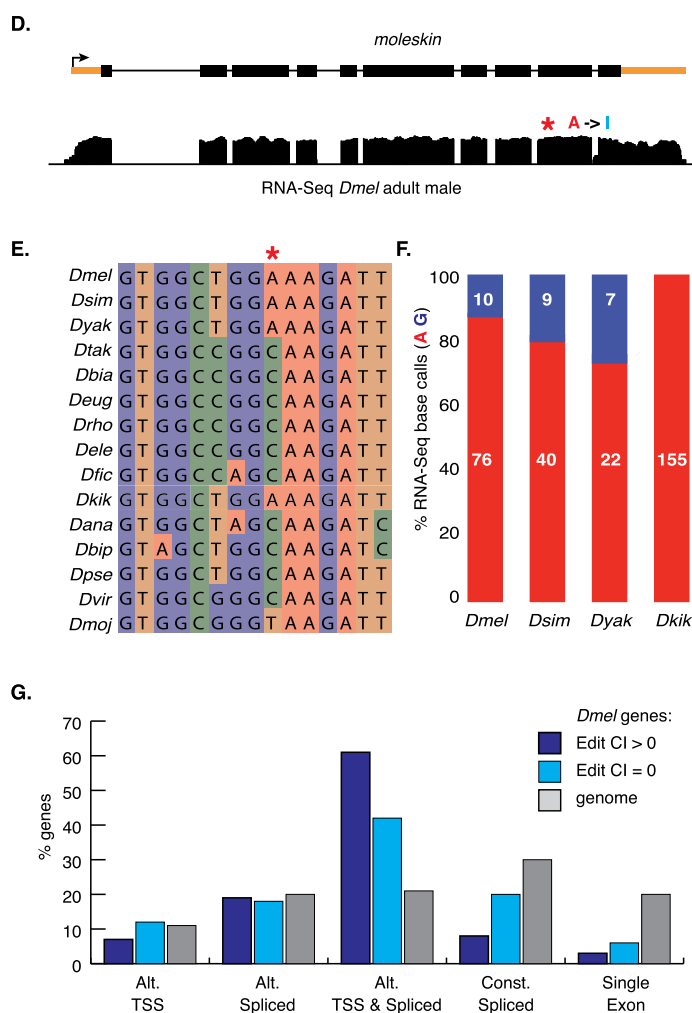 D.
moleskin
* A -> I
RNA-Seq Dmel adult male
E.
*
Dmel G T G G C T G G A A A G A T T
Dsim G T G G C T G G A A A G A T T
Dyak G T G G C T G G A A A G A T T
Dtak G T G G C C G G C A A G A T T
Dbia G T G G C C G G C A A G A T T
Deug G T G G C C G G C A A G A T T
Drho G T G G C C G G C A A G A T T
Dele G T G G C C G G C A A G A T T
Dfic G T G G C C A G C A A G A T T
Dkik G T G G C T G G A A A G A T T
Dana G T G G C T A G C A A G A T C
Dbip G T A G C T G G C A A G A T C
Dpse G T G G C T G G C A A G A T T
Dvir G T G G C G G G C A A G A T T
Dmoj G T G G C G G G T A A G A T T
F.
% RNA-Seq base calls (A G)
100
80
60
40
20
0
10 9 7
76 40 22 155
Dmel Dsim Dyak Dkik
G.
Dmel genes:
Edit CI > 0
Edit CI = 0
genome
% genes
70
60
50
40
30
20
10
0
Alt. Alt. Alt. Const. Single
TSS Spliced TSS & Spliced Spliced Exon